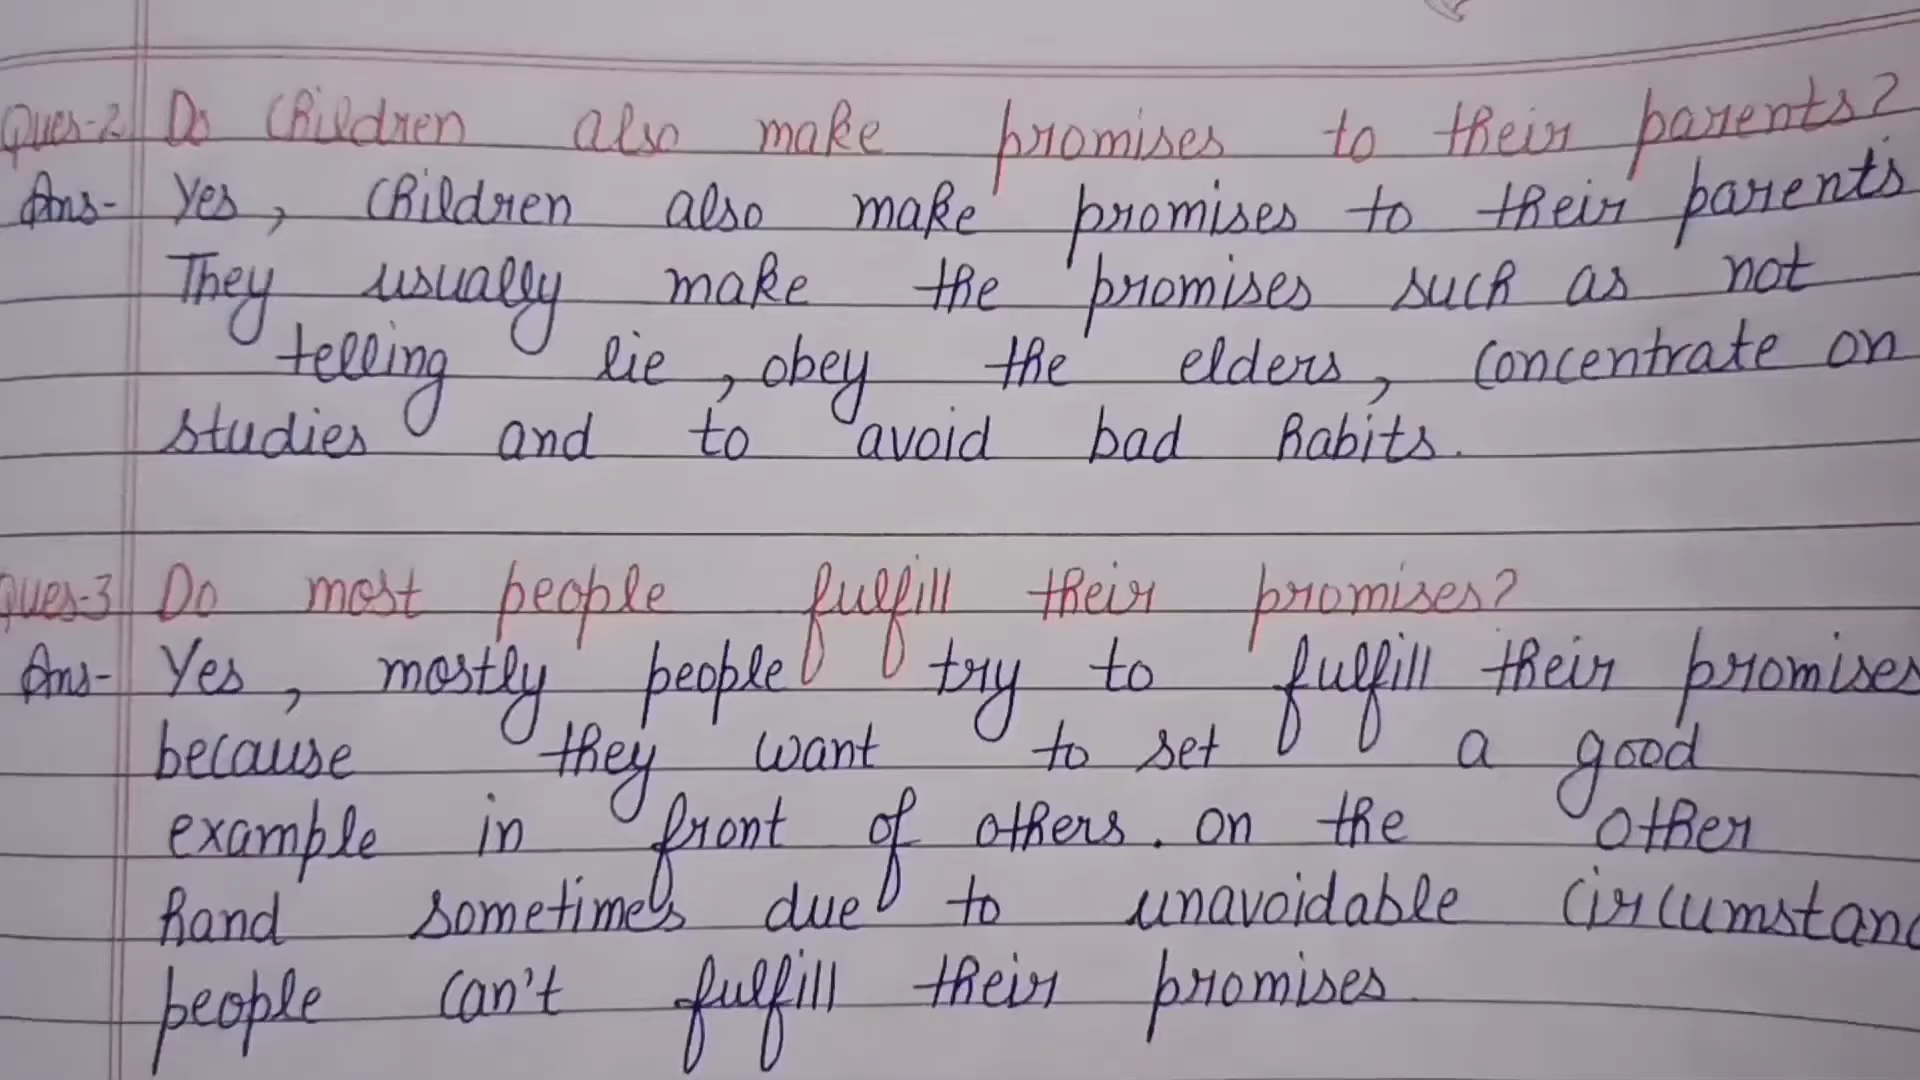 Ques-2 Do children also make promises to their parents?
Ans- Yes, children also make promises to their parents
They usually make the promises such as not
telling lie, obey the elders, concentrate on
studies and to avoid bad habits.
Ques-3 Do most people fulfill their promises?
Ans- Yes, mostly people try to fulfill their promises
because they want to set a good
example in front of others. on the other
hand sometimes due to unavoidable circumstanc
people can't fulfill their promises.